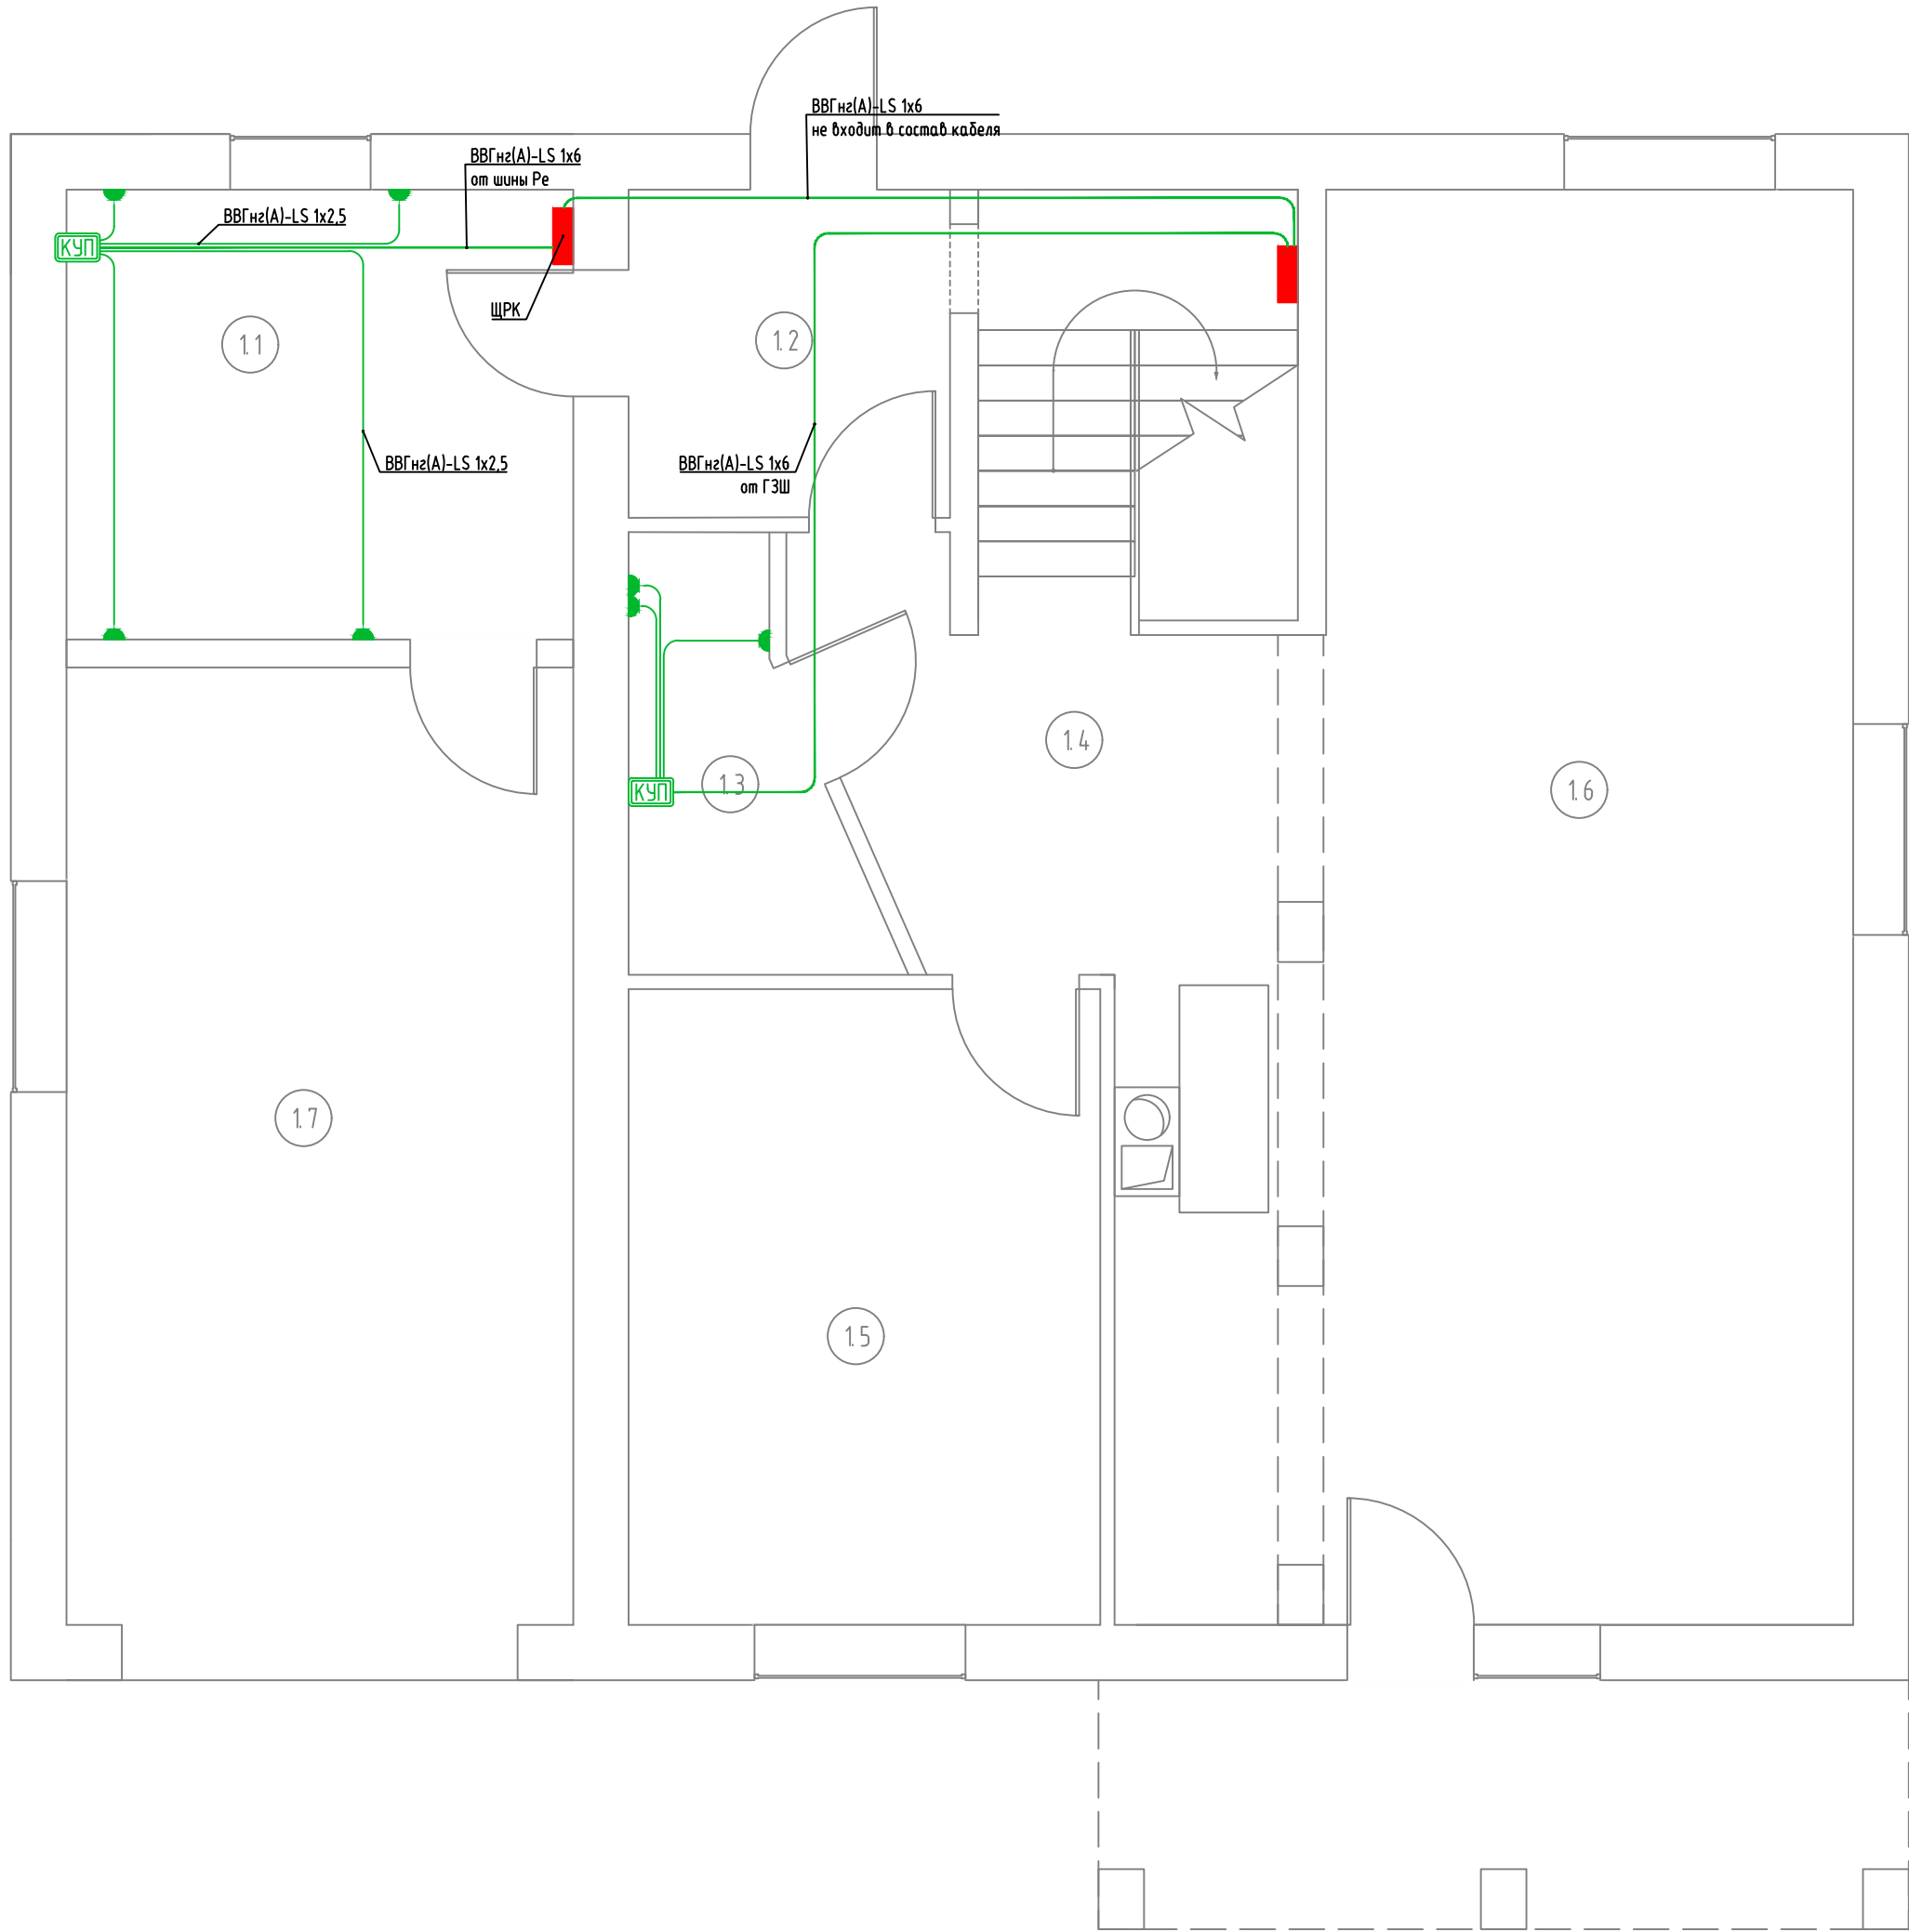 ВВГнг(А)-LS 1х6
не входит в состав кабеля
ВВГнг(А)-LS 1х6
от шины Ре
ВВГнг(А)-LS 1х2,5
КУП
ЩРК
1.1
1.2
ВВГнг(А)-LS 1х2,5
ВВГнг(А)-LS 1х6
от ГЗШ
1.4
1.3
КУП
1.6
1.7
1.5